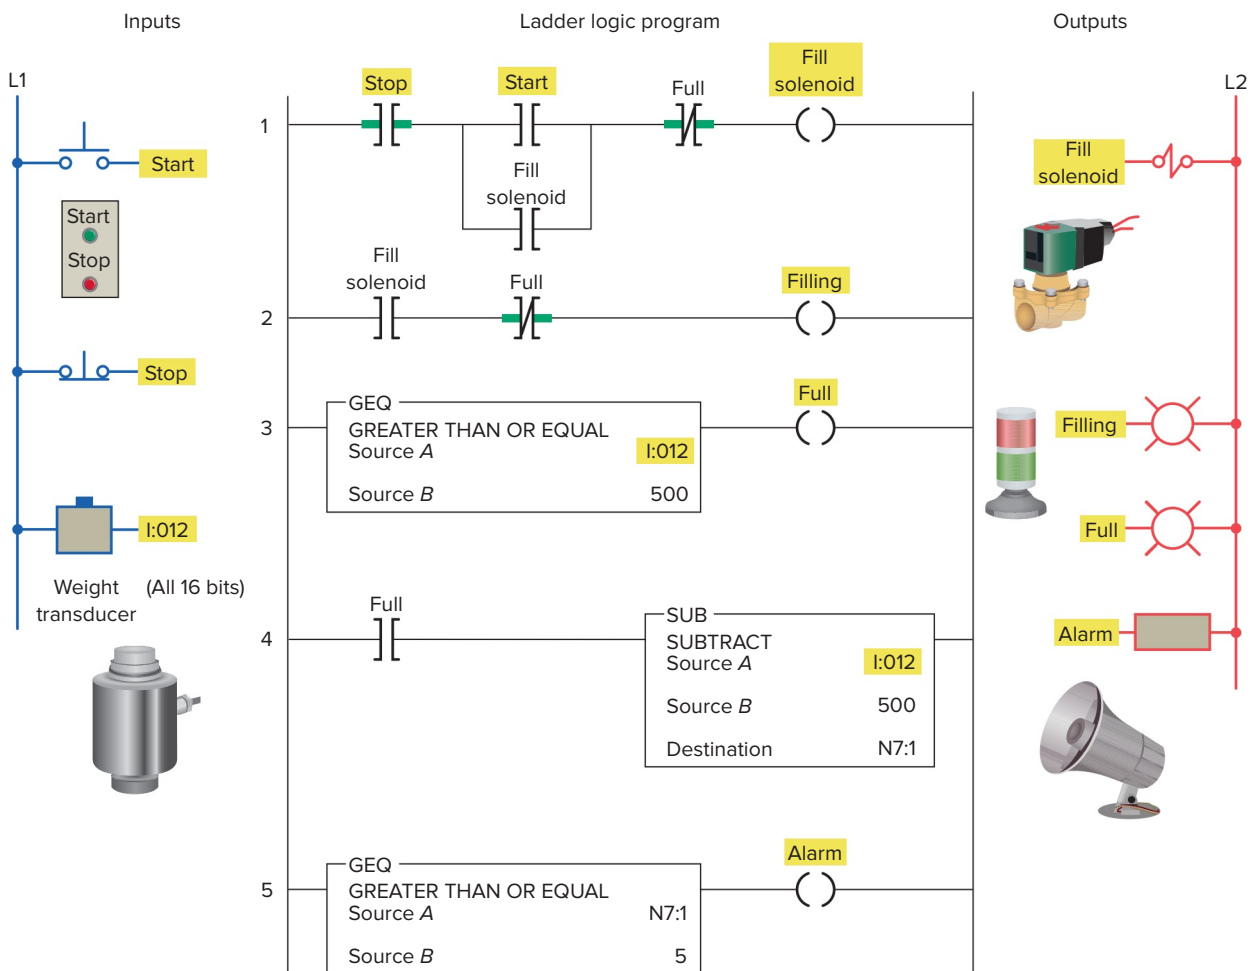 Inputs
Ladder logic program
Outputs
L1
L2
Start
Start
Stop
Stop
I:012
Weight
transducer
(All 16 bits)
1
Stop
Start
Full
Fill
solenoid
Fill
solenoid
2
Fill
solenoid
Full
Filling
3
GEQ
GREATER THAN OR EQUAL
Source A
I:012
Source B
500
Full
4
Full
SUB
SUBTRACT
Source A
I:012
Source B
500
Destination
N7:1
5
GEQ
GREATER THAN OR EQUAL
Source A
N7:1
Source B
5
Alarm
Fill
solenoid
Filling
Full
Alarm